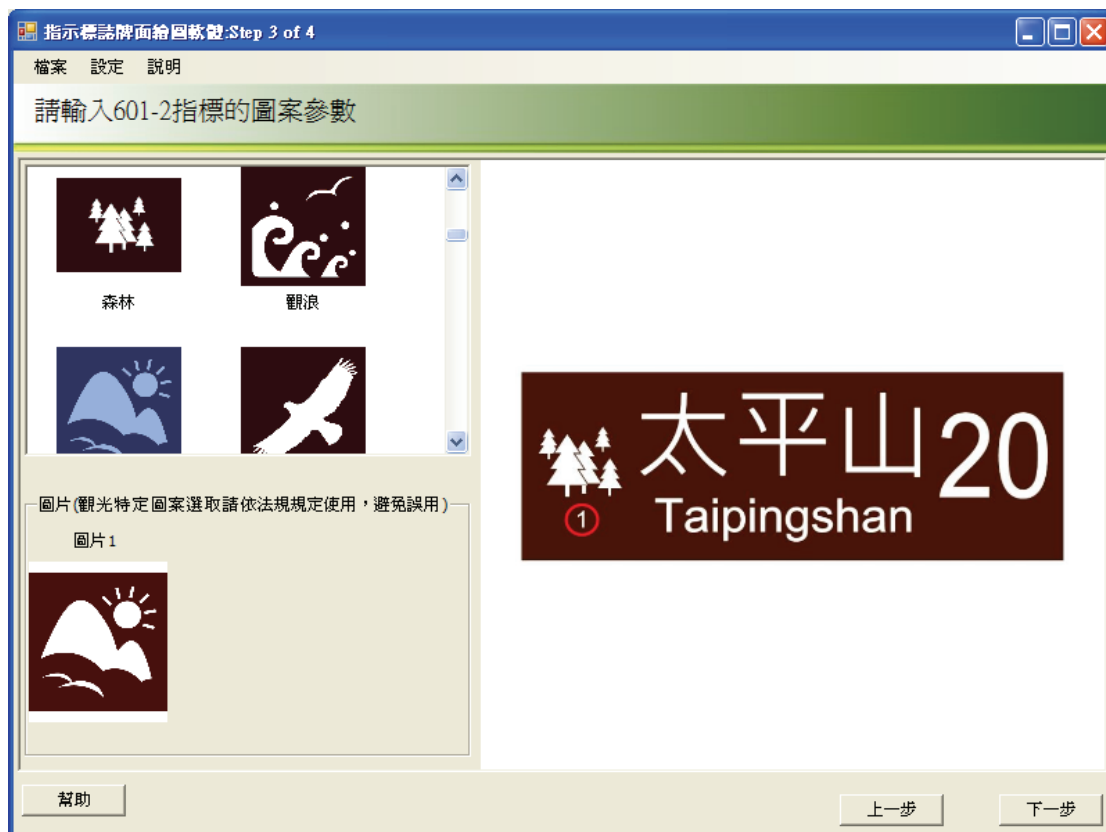 指示標誌牌面繪圖軟體:Step 3 of 4
檔案 設定 說明
請輸入601-2指標的圖案參數
森林 觀浪
圖片(觀光特定圖案選取請依法規規定使用，避免誤用)
圖片1
太平山 20
Taipingshan
1
幫助
上一步 下一步